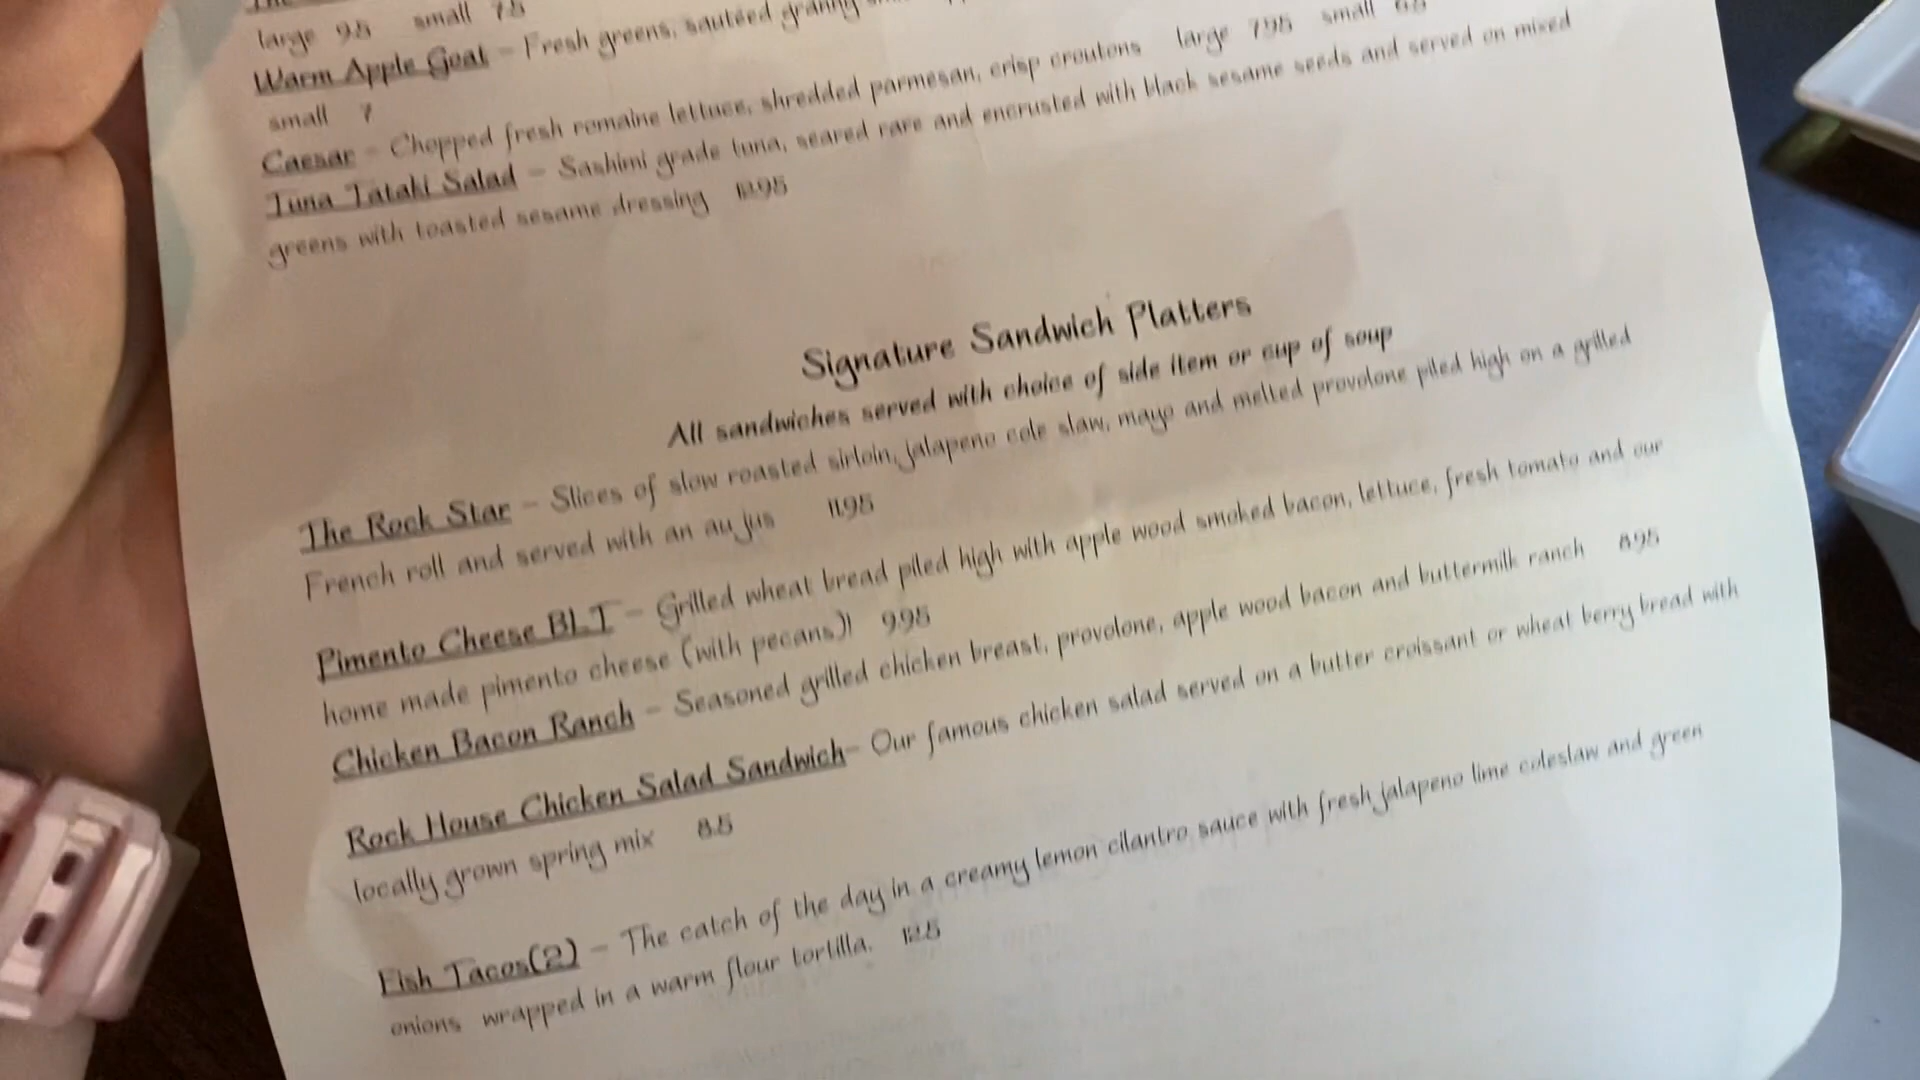 large 9.5 small 7.5
Warm Apple Goat – Fresh greens, sautéed granny
small 7
Caesar – Chopped fresh romaine lettuce, shredded parmesan, crisp croutons large 7.95 small 6.5
Tuna Tataki Salad – Sashimi grade tuna, seared rare and encrusted with black sesame seeds and served on mixed
greens with toasted sesame dressing 12.95
Signature Sandwich Platters
All sandwiches served with choice of side item or cup of soup
The Rock Star – Slices of slow roasted sirloin, jalapeno cole slaw, mayo and melted provolone piled high on a grilled
French roll and served with an au jus 11.95
Pimento Cheese BLT – Grilled wheat bread piled high with apple wood smoked bacon, lettuce, fresh tomato and our
home made pimento cheese (with pecans)! 9.95
Chicken Bacon Ranch – Seasoned grilled chicken breast, provolone, apple wood bacon and buttermilk ranch 8.95
Rock House Chicken Salad Sandwich– Our famous chicken salad served on a butter croissant or wheat berry bread with
locally grown spring mix 8.5
Fish Tacos(2) – The catch of the day in a creamy lemon cilantro sauce with fresh jalapeno lime coleslaw and green
onions wrapped in a warm flour tortilla. 12.5